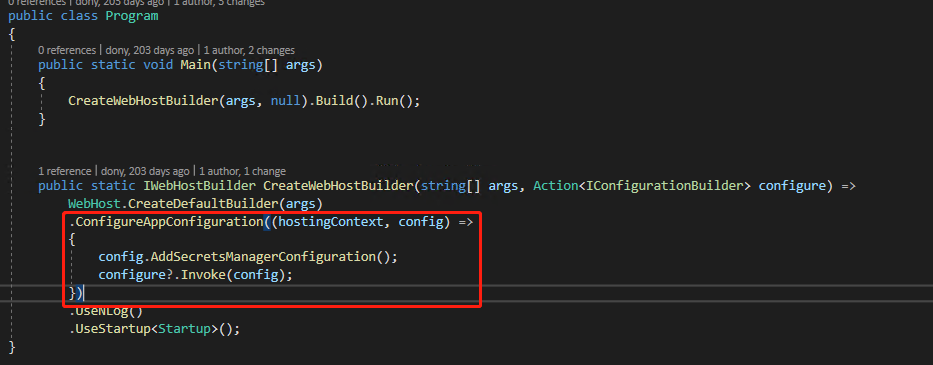 0 references | dony, 203 days ago | 1 author, 5 changes
public class Program
{
0 references | dony, 203 days ago | 1 author, 2 changes
public static void Main(string[] args)
{
CreateWebHostBuilder(args, null).Build().Run();
}
1 reference | dony, 203 days ago | 1 author, 1 change
public static IWebHostBuilder CreateWebHostBuilder(string[] args, Action<IConfigurationBuilder> configure) =>
WebHost.CreateDefaultBuilder(args)
.ConfigureAppConfiguration((hostingContext, config) =>
{
config.AddSecretsManagerConfiguration();
configure?.Invoke(config);
})
.UseNLog()
.UseStartup<Startup>();
}